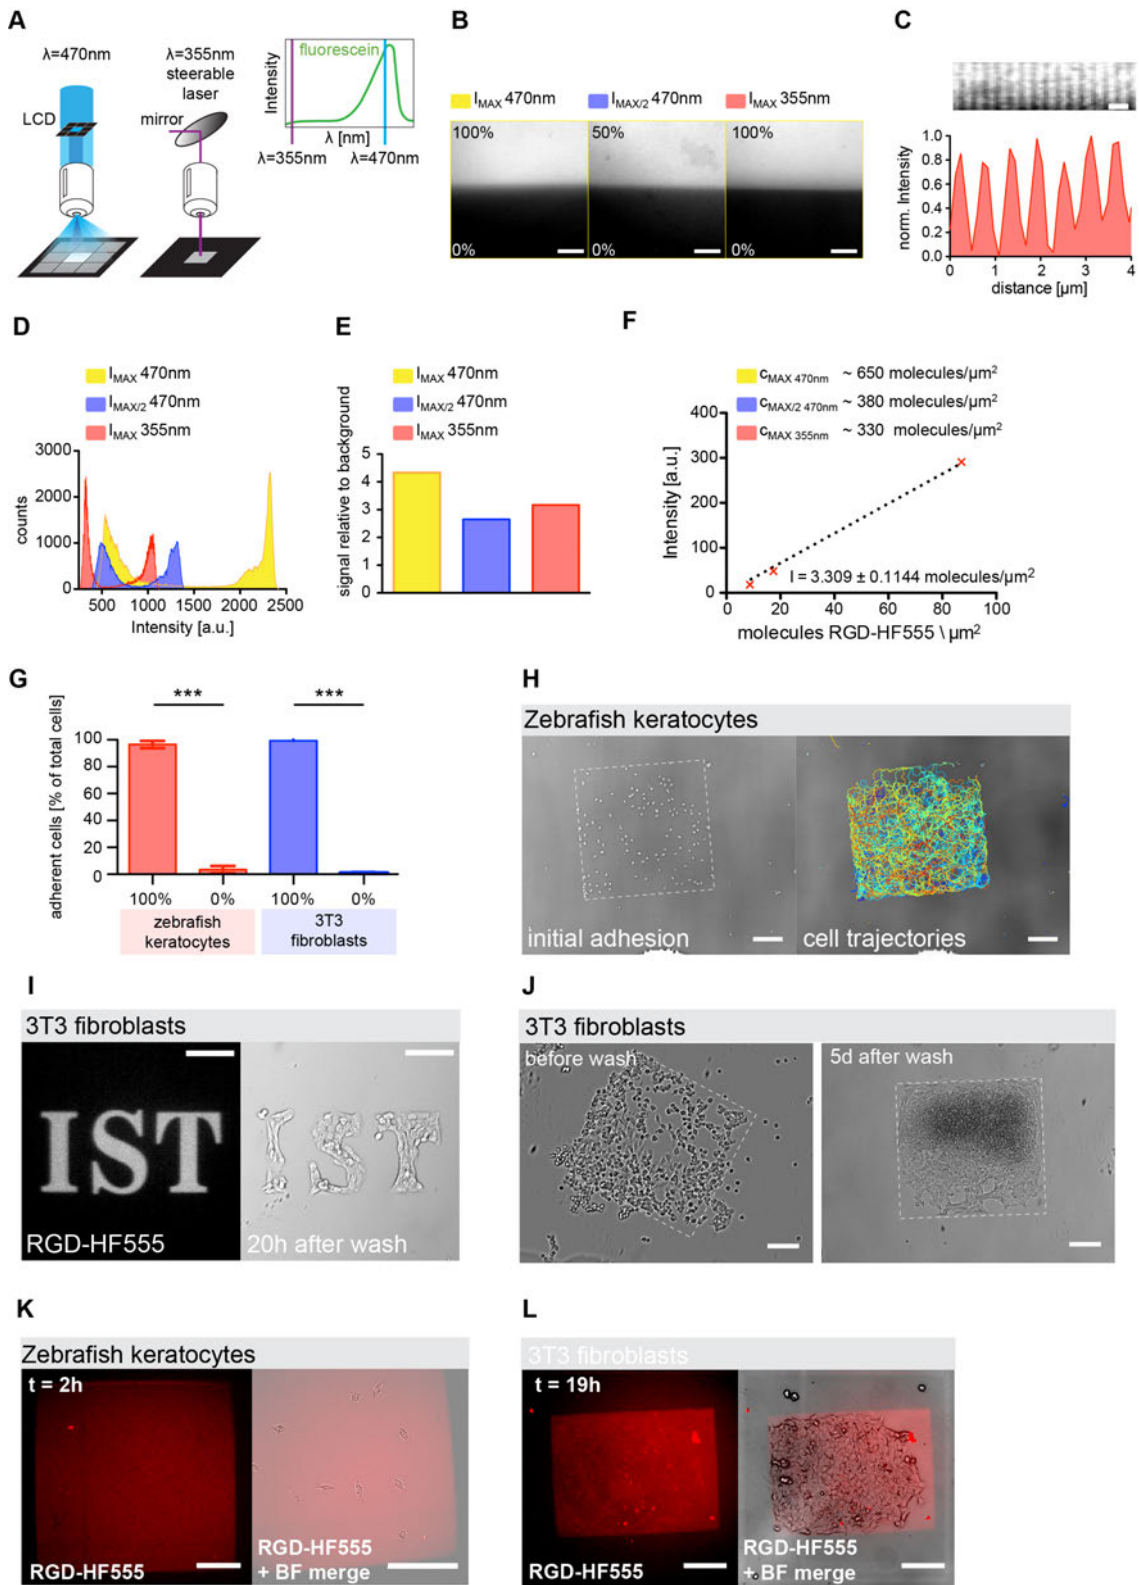 A
λ=470nm
LCD
λ=355nm
steerable
laser
mirror
Intensity
fluorescein
λ [nm]
λ=355nm
λ=470nm
B
IMAX 470nm
IMAX/2 470nm
IMAX 355nm
100%
50%
100%
0%
0%
0%
C
norm. Intensity
1.0
0.8
0.6
0.4
0.2
0.0
0 1 2 3 4
distance [µm]
D
IMAX 470nm
IMAX/2 470nm
IMAX 355nm
counts
3000
2000
1000
0
500 1000 1500 2000 2500
Intensity [a.u.]
E
IMAX 470nm
IMAX/2 470nm
IMAX 355nm
signal relative to background
5
4
3
2
1
0
F
cMAX 470nm ~ 650 molecules/µm²
cMAX/2 470nm ~ 380 molecules/µm²
cMAX 355nm ~ 330 molecules/µm²
Intensity [a.u.]
400
300
200
100
0
I = 3.309 ± 0.1144 molecules/µm²
0 20 40 60 80 100
molecules RGD-HF555 \ µm²
G
adherent cells [% of total cells]
*** ***
100
80
60
40
20
0
100% 0% 100% 0%
zebrafish
keratocytes
3T3
fibroblasts
H
Zebrafish keratocytes
initial adhesion
cell trajectories
I
3T3 fibroblasts
IST
RGD-HF555
IST
20h after wash
J
3T3 fibroblasts
before wash
5d after wash
K
Zebrafish keratocytes
t = 2h
RGD-HF555
RGD-HF555
+ BF merge
L
3T3 fibroblasts
t = 19h
RGD-HF555
RGD-HF555
+ BF merge